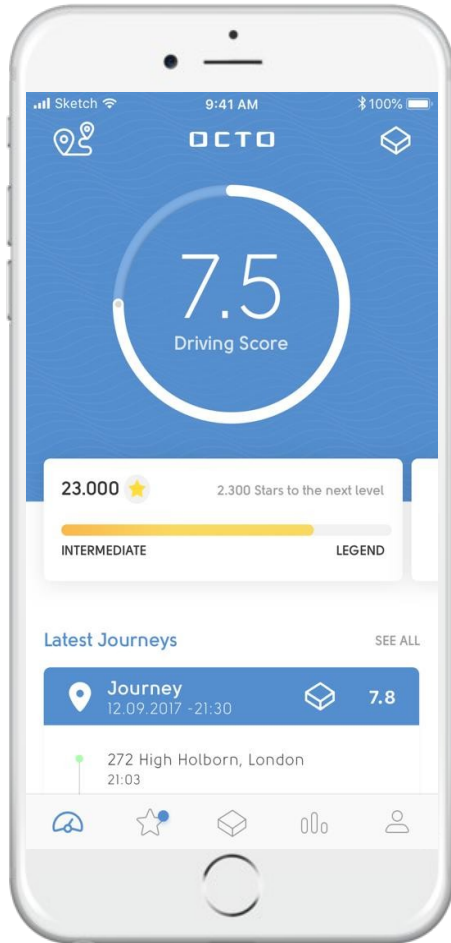 Sketch 9:41 AM 100%
OCTO
7.5
Driving Score
23.000 2.300 Stars to the next level
INTERMEDIATE LEGEND
Latest Journeys SEE ALL
Journey 7.8
12.09.2017 -21:30
272 High Holborn, London
21:03